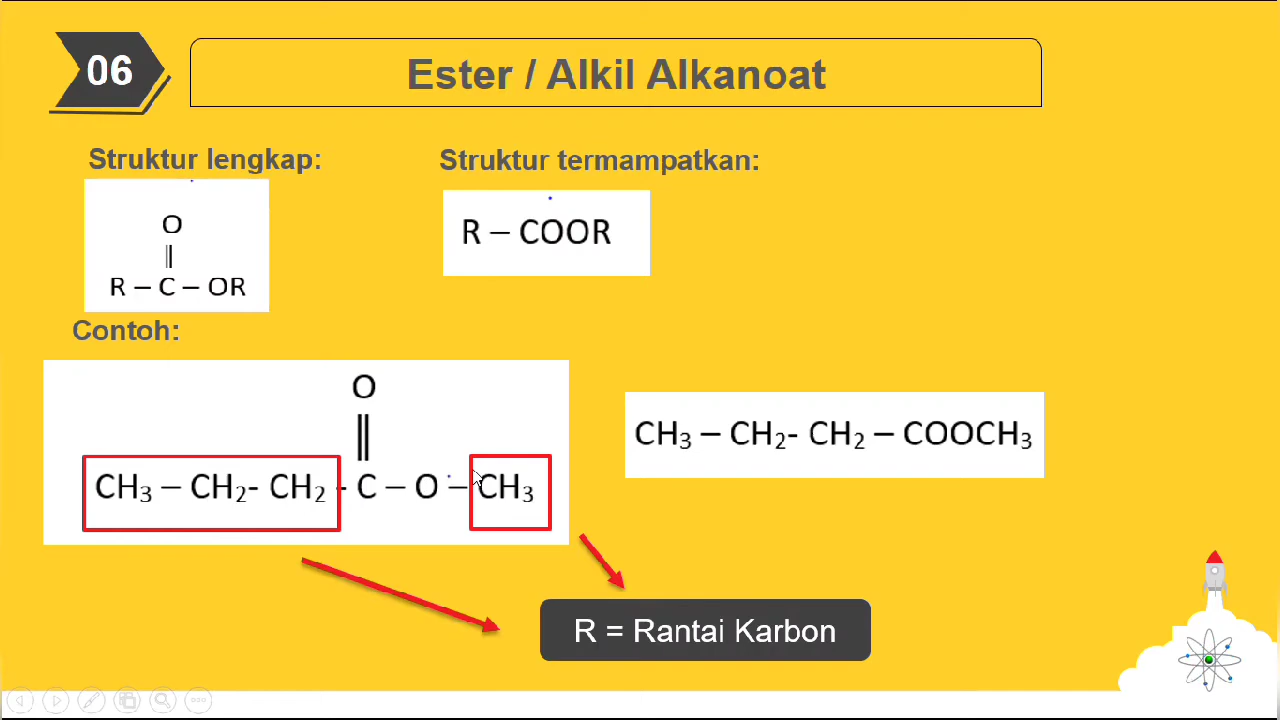 06
Ester / Alkil Alkanoat
Struktur lengkap:
Struktur termampatkan:
O
||
R – C – OR
R – COOR
Contoh:
O
||
CH₃ – CH₂- CH₂ - C – O – CH₃
CH₃ – CH₂- CH₂ – COOCH₃
R = Rantai Karbon